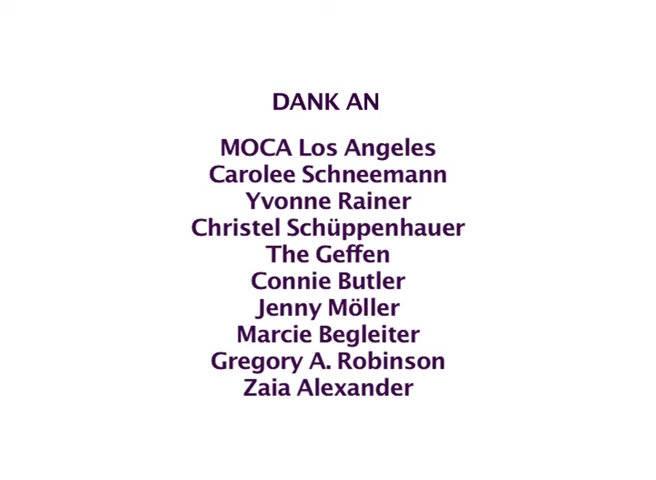 DANK AN
MOCA Los Angeles
Carolee Schneemann
Yvonne Rainer
Christel Schüppenhauer
The Geffen
Connie Butler
Jenny Möller
Marcie Begleiter
Gregory A. Robinson
Zaia Alexander